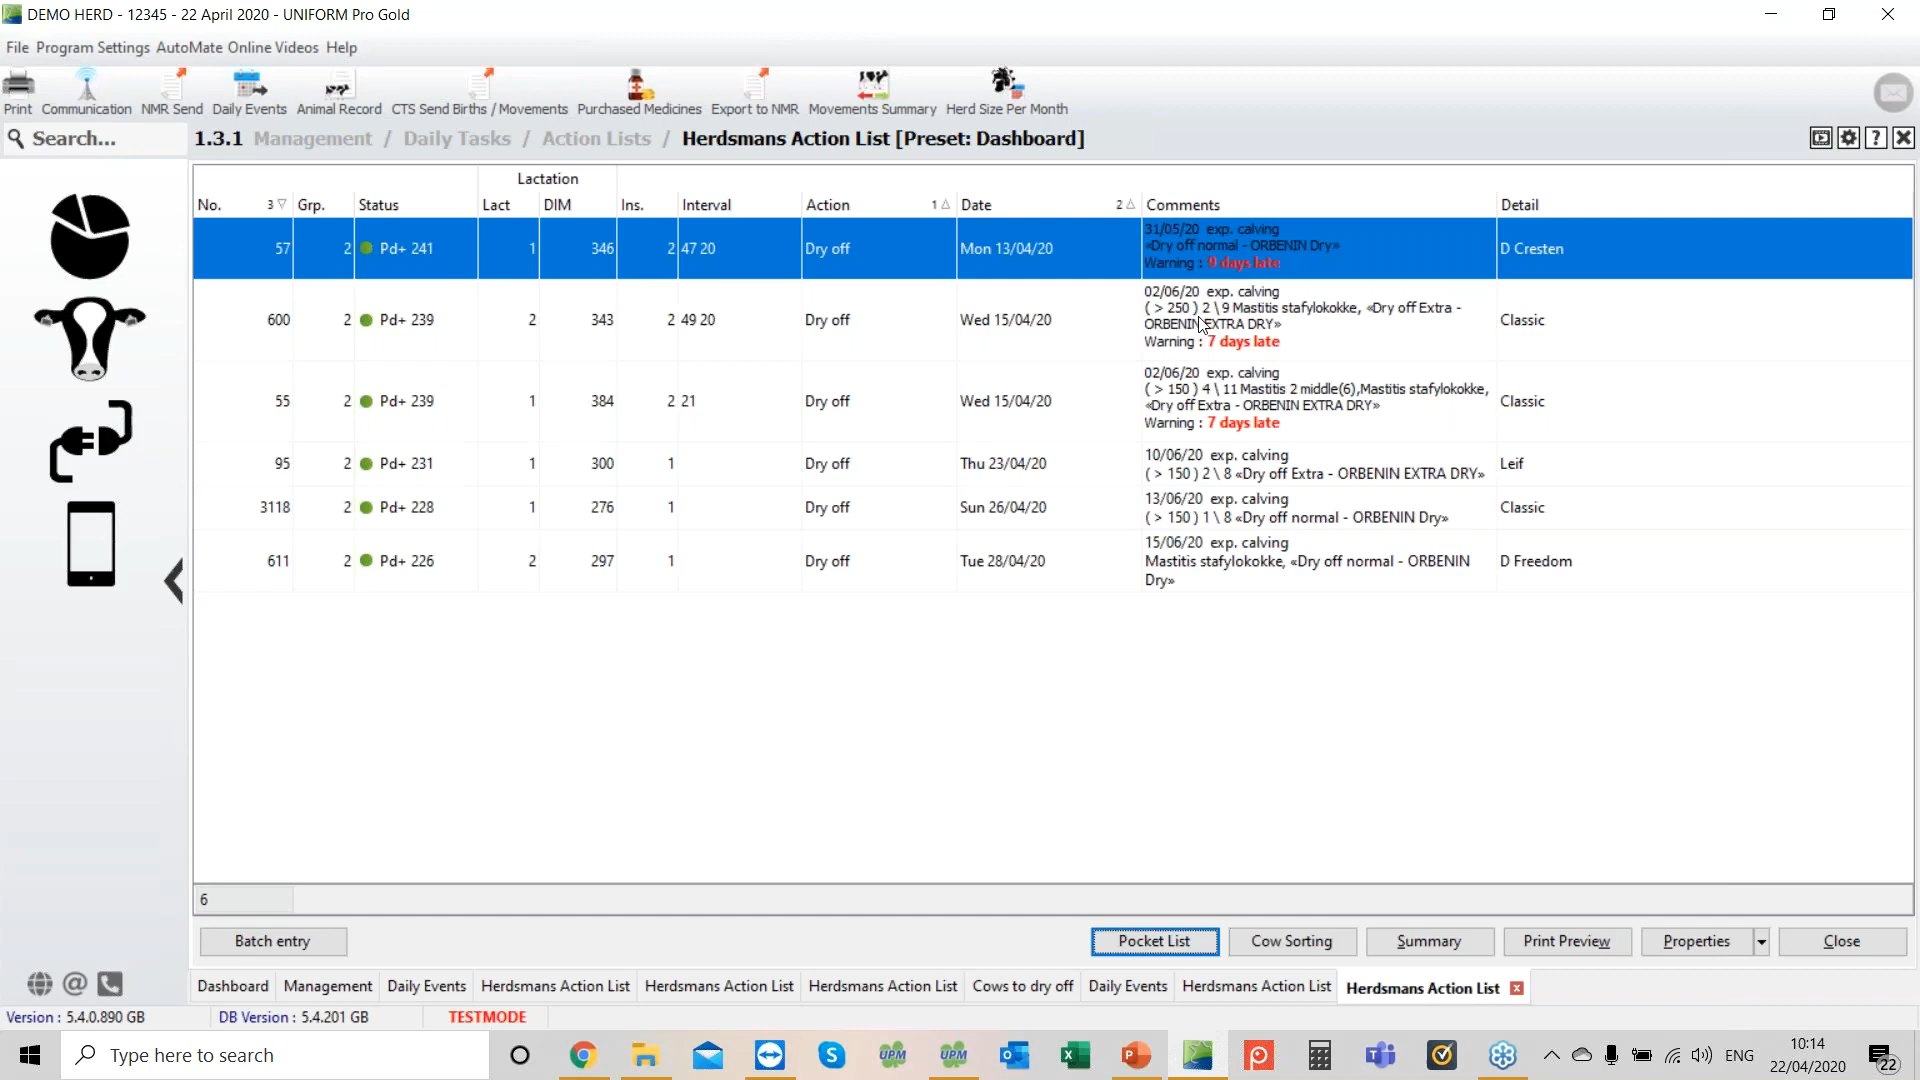 DEMO HERD - 12345 - 22 April 2020 - UNIFORM Pro Gold
File Program Settings AutoMate Online Videos Help
Print Communication NMR Send Daily Events Animal Record CTS Send Births / Movements Purchased Medicines Export to NMR Movements Summary Herd Size Per Month
Search... 1.3.1 Management / Daily Tasks / Action Lists / Herdsmans Action List [Preset: Dashboard]
Lactation
No. 3 Grp. Status Lact DIM Ins. Interval Action 1 Date 2 Comments Detail
57 2 Pd+ 241 1 346 2 47 20 Dry off Mon 13/04/20 D Cresten
31/05/20 exp. calving
«Dry off normal - ORBENIN Dry»
Warning : 9 days late
600 2 Pd+ 239 2 343 2 49 20 Dry off Wed 15/04/20 Classic
02/06/20 exp. calving
( > 250 ) 2 \ 9 Mastitis stafylokokke, «Dry off Extra -
ORBENIN EXTRA DRY»
Warning : 7 days late
55 2 Pd+ 239 1 384 2 21 Dry off Wed 15/04/20 Classic
02/06/20 exp. calving
( > 150 ) 4 \ 11 Mastitis 2 middle(6),Mastitis stafylokokke,
«Dry off Extra - ORBENIN EXTRA DRY»
Warning : 7 days late
95 2 Pd+ 231 1 300 1 Dry off Thu 23/04/20 Leif
10/06/20 exp. calving
( > 150 ) 2 \ 8 «Dry off Extra - ORBENIN EXTRA DRY»
3118 2 Pd+ 228 1 276 1 Dry off Sun 26/04/20 Classic
13/06/20 exp. calving
( > 150 ) 1 \ 8 «Dry off normal - ORBENIN Dry»
611 2 Pd+ 226 2 297 1 Dry off Tue 28/04/20 D Freedom
15/06/20 exp. calving
Mastitis stafylokokke, «Dry off normal - ORBENIN
Dry»
6
Batch entry Pocket List Cow Sorting Summary Print Preview Properties Close
Dashboard Management Daily Events Herdsmans Action List Herdsmans Action List Herdsmans Action List Cows to dry off Daily Events Herdsmans Action List Herdsmans Action List
Version : 5.4.0.890 GB DB Version : 5.4.201 GB TESTMODE
Type here to search UPM UPM ENG 10:14
22/04/2020 22